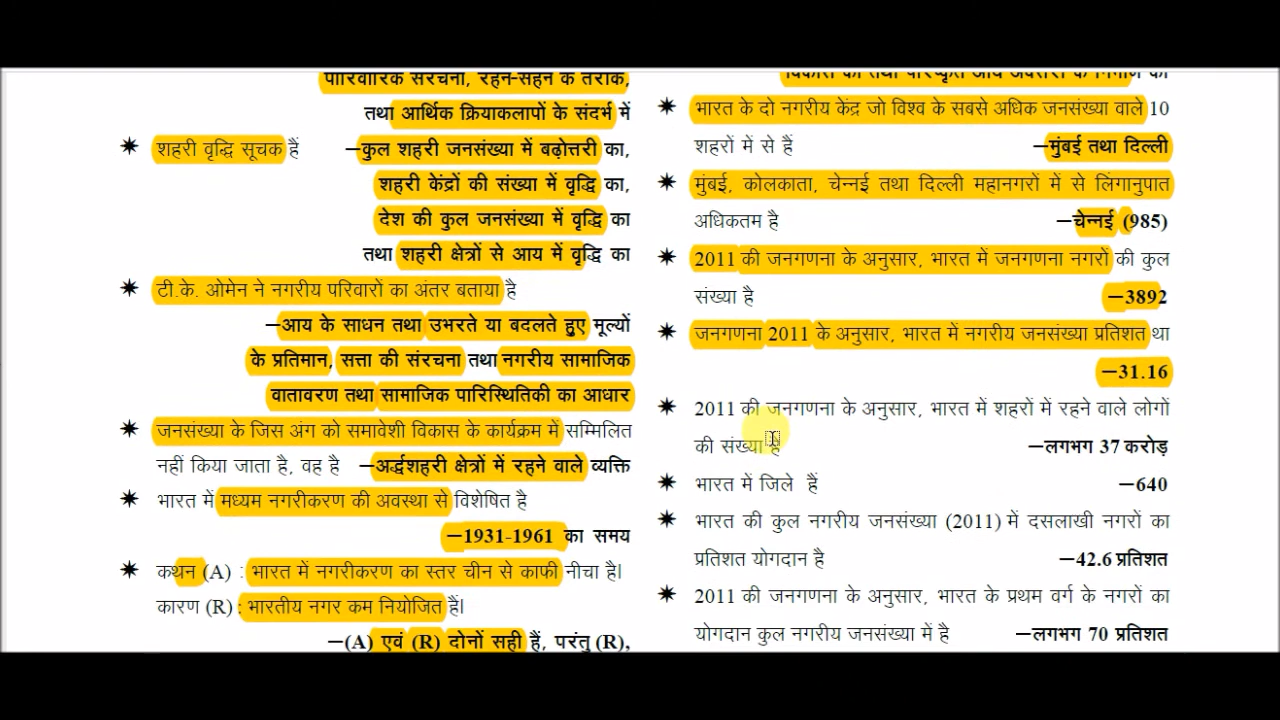 पारिवारिक संरचना, रहन-सहन के तरीके,
तथा आर्थिक क्रियाकलापों के संदर्भ में
✷ शहरी वृद्धि सूचक हैं –कुल शहरी जनसंख्या में बढ़ोत्तरी का,
शहरी केंद्रों की संख्या में वृद्धि का,
देश की कुल जनसंख्या में वृद्धि का
तथा शहरी क्षेत्रों से आय में वृद्धि का
✷ टी.के. ओमेन ने नगरीय परिवारों का अंतर बताया है
–आय के साधन तथा उभरते या बदलते हुए मूल्यों
के प्रतिमान, सत्ता की संरचना तथा नगरीय सामाजिक
वातावरण तथा सामाजिक पारिस्थितिकी का आधार
✷ जनसंख्या के जिस अंग को समावेशी विकास के कार्यक्रम में सम्मिलित
नहीं किया जाता है, वह है –अर्द्धशहरी क्षेत्रों में रहने वाले व्यक्ति
✷ भारत में मध्यम नगरीकरण की अवस्था से विशेषित है
–1931-1961 का समय
✷ कथन (A) : भारत में नगरीकरण का स्तर चीन से काफी नीचा है।
कारण (R) : भारतीय नगर कम नियोजित हैं।
–(A) एवं (R) दोनों सही हैं, परंतु (R),
✷ भारत के दो नगरीय केंद्र जो विश्व के सबसे अधिक जनसंख्या वाले 10
शहरों में से हैं –मुंबई तथा दिल्ली
✷ मुंबई, कोलकाता, चेन्नई तथा दिल्ली महानगरों में से लिंगानुपात
अधिकतम है –चेन्नई (985)
✷ 2011 की जनगणना के अनुसार, भारत में जनगणना नगरों की कुल
संख्या है –3892
✷ जनगणना 2011 के अनुसार, भारत में नगरीय जनसंख्या प्रतिशत था
–31.16
✷ 2011 की जनगणना के अनुसार, भारत में शहरों में रहने वाले लोगों
की संख्या है –लगभग 37 करोड़
✷ भारत में जिले हैं –640
✷ भारत की कुल नगरीय जनसंख्या (2011) में दसलाखी नगरों का
प्रतिशत योगदान है –42.6 प्रतिशत
✷ 2011 की जनगणना के अनुसार, भारत के प्रथम वर्ग के नगरों का
योगदान कुल नगरीय जनसंख्या में है –लगभग 70 प्रतिशत